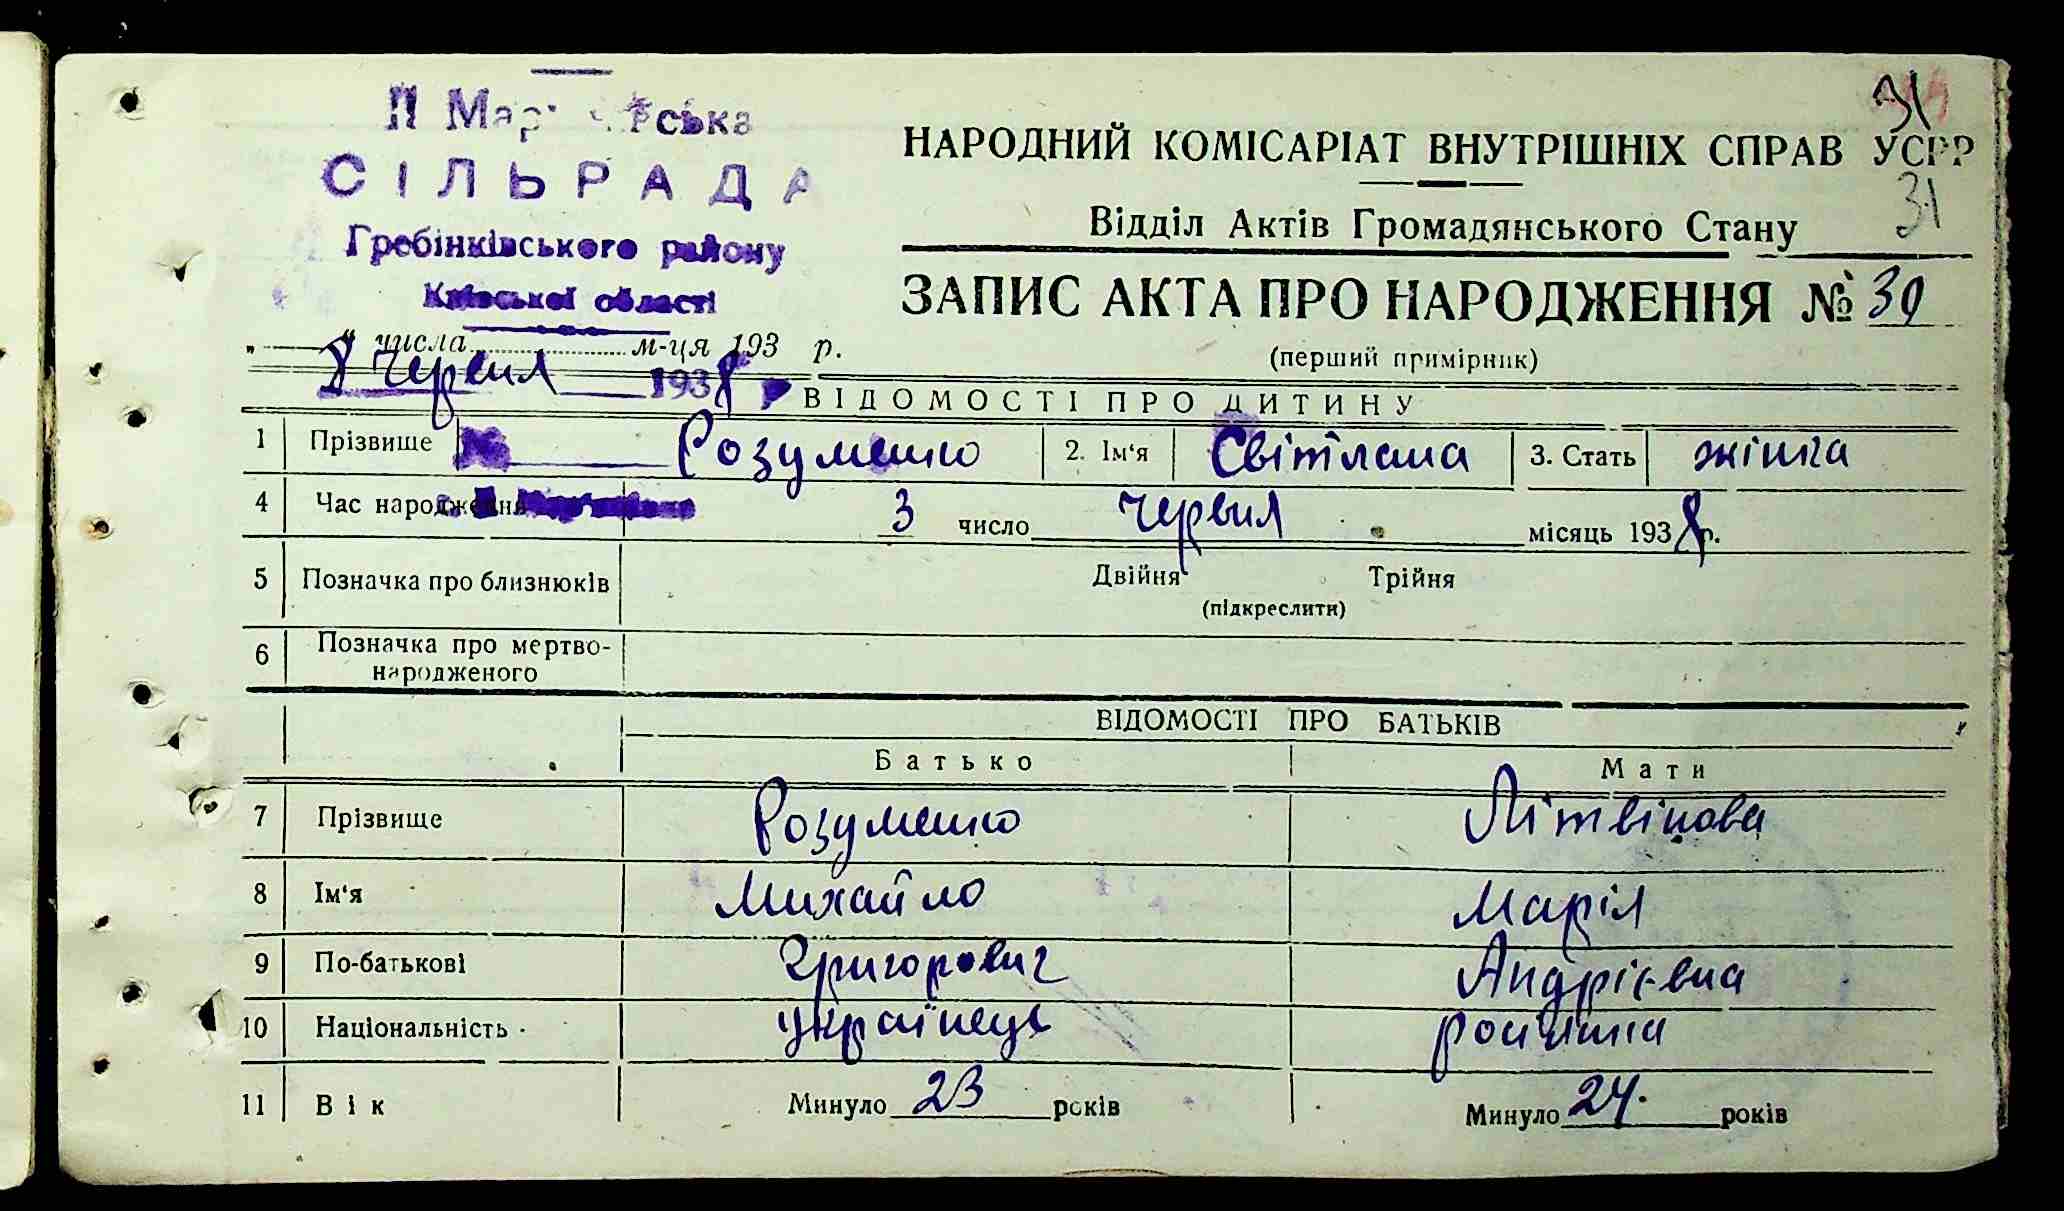 31
СІЛЬРАДА
Гребінківського району
Київської області
„ “ числа м-ця 193 р.
8 червня 1938
НАРОДНИЙ КОМІСАРІАТ ВНУТРІШНІХ СПРАВ УСРР
31
Відділ Актів Громадянського Стану
ЗАПИС АКТА ПРО НАРОДЖЕННЯ № 39
(перший примірник)
ВІДОМОСТІ ПРО ДИТИНУ
1 Прізвище Розуменко 2. Ім‘я Світлана 3. Стать жінка
4 Час народження 3 число червня місяць 1938 р.
5 Позначка про близнюків Двійня Трійня
(підкреслити)
6 Позначка про мертво-
народженого
ВІДОМОСТІ ПРО БАТЬКІВ
Батько Мати
7 Прізвище Розуменко Літвінова
8 Ім‘я Михайло Марія
9 По-батькові Григорович Андрієвна
10 Національність українець росіянка
11 Вік Минуло 23 років Минуло 24. років